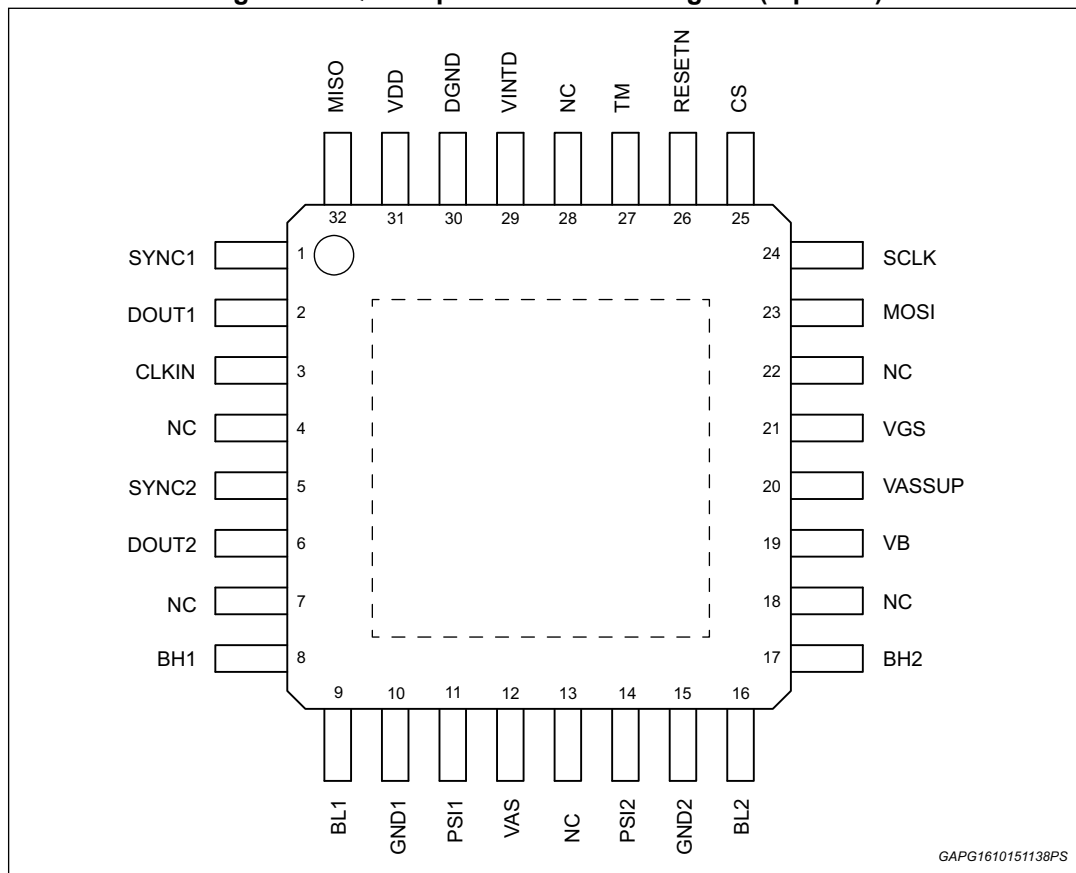 MISO
VDD
DGND
VINTD
NC
TM
RESETN
CS
32
31
30
29
28
27
26
25
SYNC1
1
24
SCLK
DOUT1
2
23
MOSI
CLKIN
3
22
NC
NC
4
21
VGS
SYNC2
5
20
VASSUP
DOUT2
6
19
VB
NC
7
18
NC
BH1
8
17
BH2
9
10
11
12
13
14
15
16
BL1
GND1
PSI1
VAS
NC
PSI2
GND2
BL2
GAPG1610151138PS